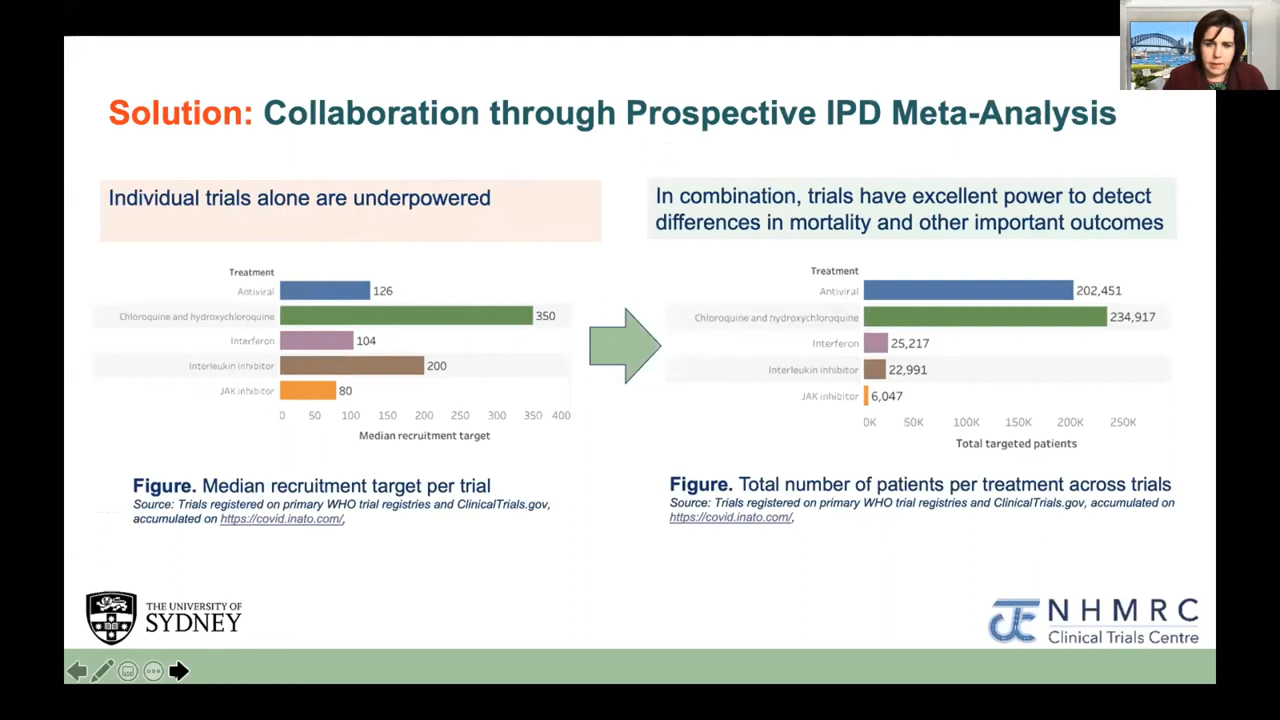 Solution: Collaboration through Prospective IPD Meta-Analysis
Individual trials alone are underpowered
Treatment
Antiviral 126
Chloroquine and hydroxychloroquine 350
Interferon 104
Interleukin inhibitor 200
JAK inhibitor 80
0 50 100 150 200 250 300 350 400
Median recruitment target
Figure. Median recruitment target per trial
Source: Trials registered on primary WHO trial registries and ClinicalTrials.gov,
accumulated on https://covid.inato.com/,
In combination, trials have excellent power to detect
differences in mortality and other important outcomes
Treatment
Antiviral 202,451
Chloroquine and hydroxychloroquine 234,917
Interferon 25,217
Interleukin inhibitor 22,991
JAK inhibitor 6,047
0K 50K 100K 150K 200K 250K
Total targeted patients
Figure. Total number of patients per treatment across trials
Source: Trials registered on primary WHO trial registries and ClinicalTrials.gov, accumulated on
https://covid.inato.com/,
THE UNIVERSITY OF
SYDNEY
NHMRC
Clinical Trials Centre